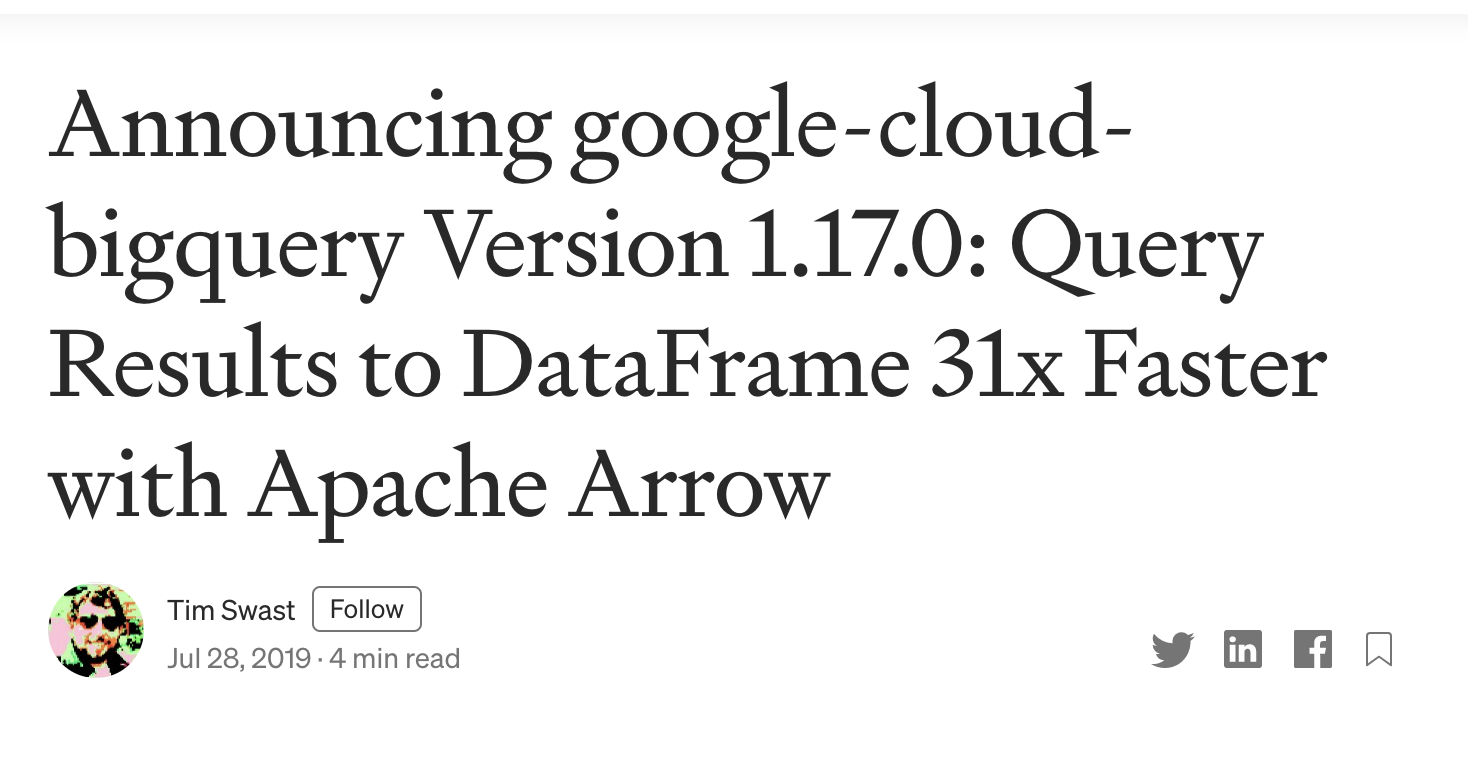 Announcing google-cloud-
bigquery Version 1.17.0: Query
Results to DataFrame 31x Faster
with Apache Arrow
Tim Swast Follow
Jul 28, 2019 · 4 min read
in f